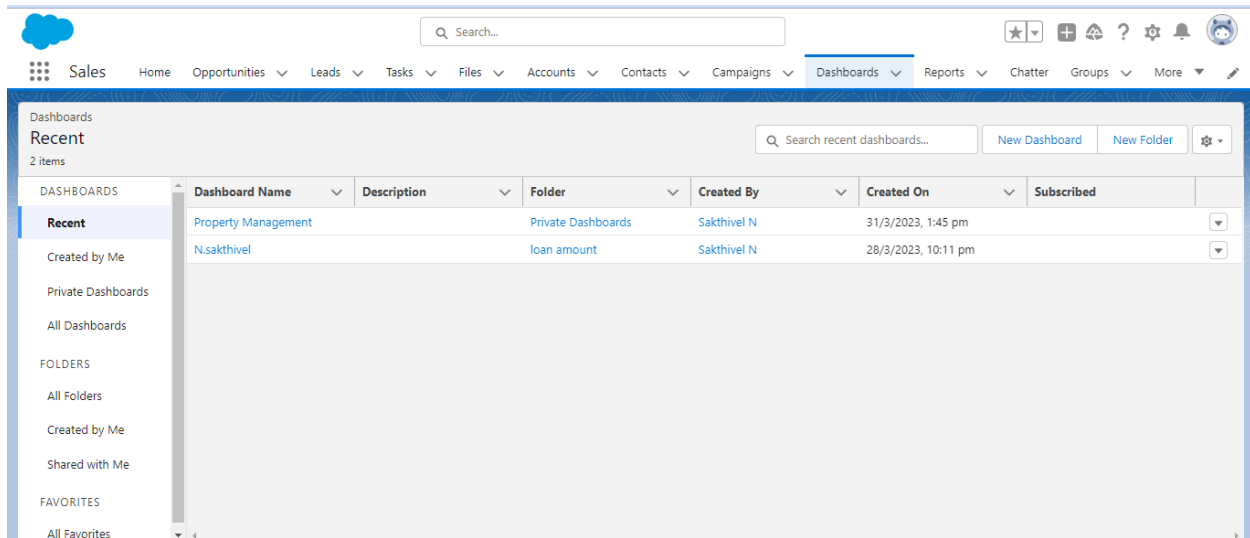 Search...
Sales Home Opportunities Leads Tasks Files Accounts Contacts Campaigns Dashboards Reports Chatter Groups More
Dashboards
Recent
2 items
Search recent dashboards...
New Dashboard
New Folder
DASHBOARDS
Recent
Created by Me
Private Dashboards
All Dashboards
FOLDERS
All Folders
Created by Me
Shared with Me
FAVORITES
All Favorites
Dashboard Name Description Folder Created By Created On Subscribed
Property Management Private Dashboards Sakthivel N 31/3/2023, 1:45 pm
N.sakthivel loan amount Sakthivel N 28/3/2023, 10:11 pm